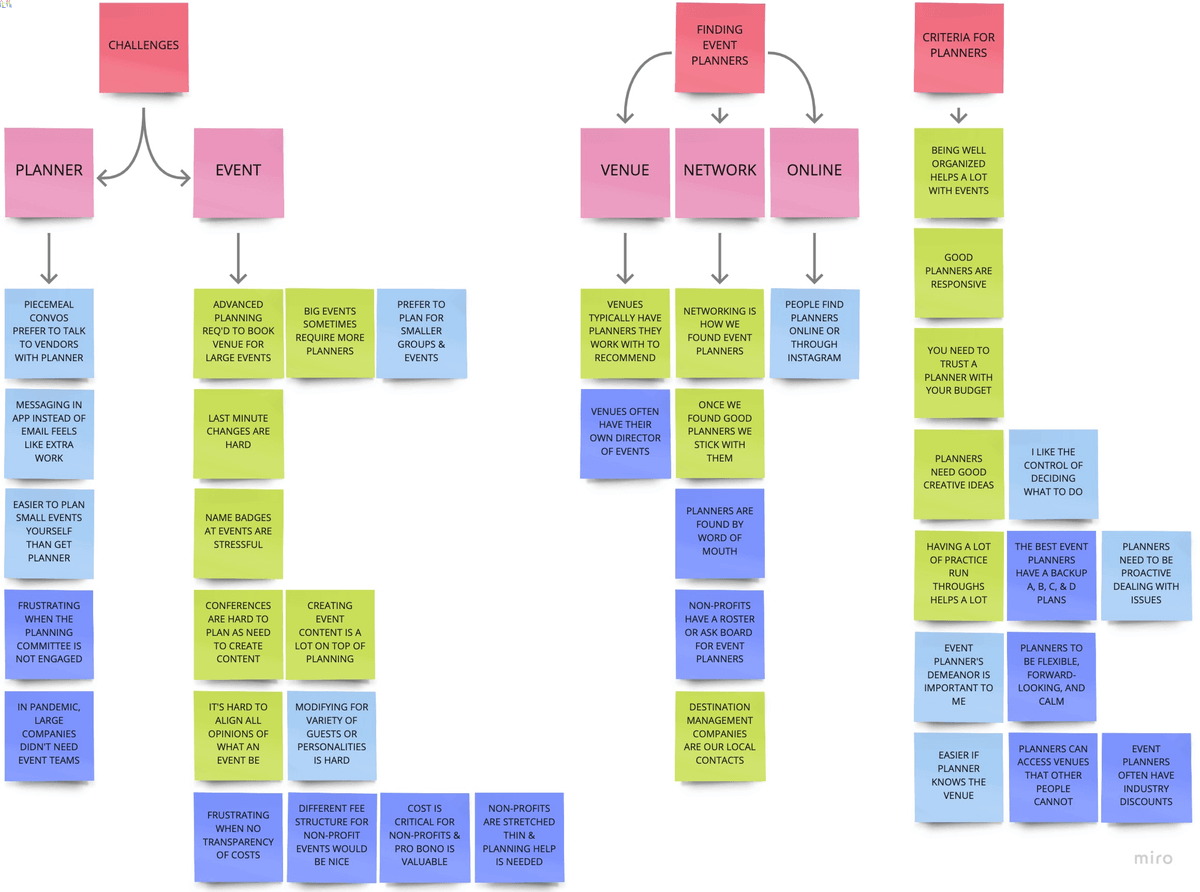 CHALLENGES
PLANNER
EVENT
PIECEMEAL
CONVOS
PREFER TO TALK
TO VENDORS
WITH PLANNER
MESSAGING IN
APP INSTEAD OF
EMAIL FEELS
LIKE EXTRA
WORK
EASIER TO PLAN
SMALL EVENTS
YOURSELF
THAN GET
PLANNER
FRUSTRATING
WHEN THE
PLANNING
COMMITTEE IS
NOT ENGAGED
IN PANDEMIC,
LARGE
COMPANIES
DIDN'T NEED
EVENT TEAMS
ADVANCED
PLANNING
REQ'D TO BOOK
VENUE FOR
LARGE EVENTS
BIG EVENTS
SOMETIMES
REQUIRE MORE
PLANNERS
PREFER TO
PLAN FOR
SMALLER
GROUPS &
EVENTS
LAST MINUTE
CHANGES ARE
HARD
NAME BADGES
AT EVENTS ARE
STRESSFUL
CONFERENCES
ARE HARD TO
PLAN AS NEED
TO CREATE
CONTENT
CREATING
EVENT
CONTENT IS A
LOT ON TOP OF
PLANNING
IT'S HARD TO
ALIGN ALL
OPINIONS OF
WHAT AN
EVENT BE
MODIFYING FOR
VARIETY OF
GUESTS OR
PERSONALITIES
IS HARD
FRUSTRATING
WHEN NO
TRANSPARENCY
OF COSTS
DIFFERENT FEE
STRUCTURE FOR
NON-PROFIT
EVENTS WOULD
BE NICE
COST IS
CRITICAL FOR
NON-PROFITS &
PRO BONO IS
VALUABLE
NON-PROFITS
ARE STRETCHED
THIN &
PLANNING HELP
IS NEEDED
FINDING
EVENT
PLANNERS
VENUE
NETWORK
ONLINE
VENUES
TYPICALLY HAVE
PLANNERS THEY
WORK WITH TO
RECOMMEND
VENUES OFTEN
HAVE THEIR
OWN DIRECTOR
OF EVENTS
NETWORKING IS
HOW WE
FOUND EVENT
PLANNERS
ONCE WE
FOUND GOOD
PLANNERS WE
STICK WITH
THEM
PLANNERS ARE
FOUND BY
WORD OF
MOUTH
NON-PROFITS
HAVE A ROSTER
OR ASK BOARD
FOR EVENT
PLANNERS
DESTINATION
MANAGEMENT
COMPANIES
ARE OUR LOCAL
CONTACTS
PEOPLE FIND
PLANNERS
ONLINE OR
THROUGH
INSTAGRAM
CRITERIA FOR
PLANNERS
BEING WELL
ORGANIZED
HELPS A LOT
WITH EVENTS
GOOD
PLANNERS ARE
RESPONSIVE
YOU NEED TO
TRUST A
PLANNER WITH
YOUR BUDGET
PLANNERS
NEED GOOD
CREATIVE IDEAS
I LIKE THE
CONTROL OF
DECIDING
WHAT TO DO
HAVING A LOT
OF PRACTICE
RUN
THROUGHS
HELPS A LOT
THE BEST EVENT
PLANNERS
HAVE A BACKUP
A, B, C, & D
PLANS
PLANNERS
NEED TO BE
PROACTIVE
DEALING WITH
ISSUES
EVENT
PLANNER'S
DEMEANOR IS
IMPORTANT TO
ME
PLANNERS TO
BE FLEXIBLE,
FORWARD-
LOOKING, AND
CALM
EASIER IF
PLANNER
KNOWS THE
VENUE
PLANNERS CAN
ACCESS VENUES
THAT OTHER
PEOPLE
CANNOT
EVENT
PLANNERS
OFTEN HAVE
INDUSTRY
DISCOUNTS
miro